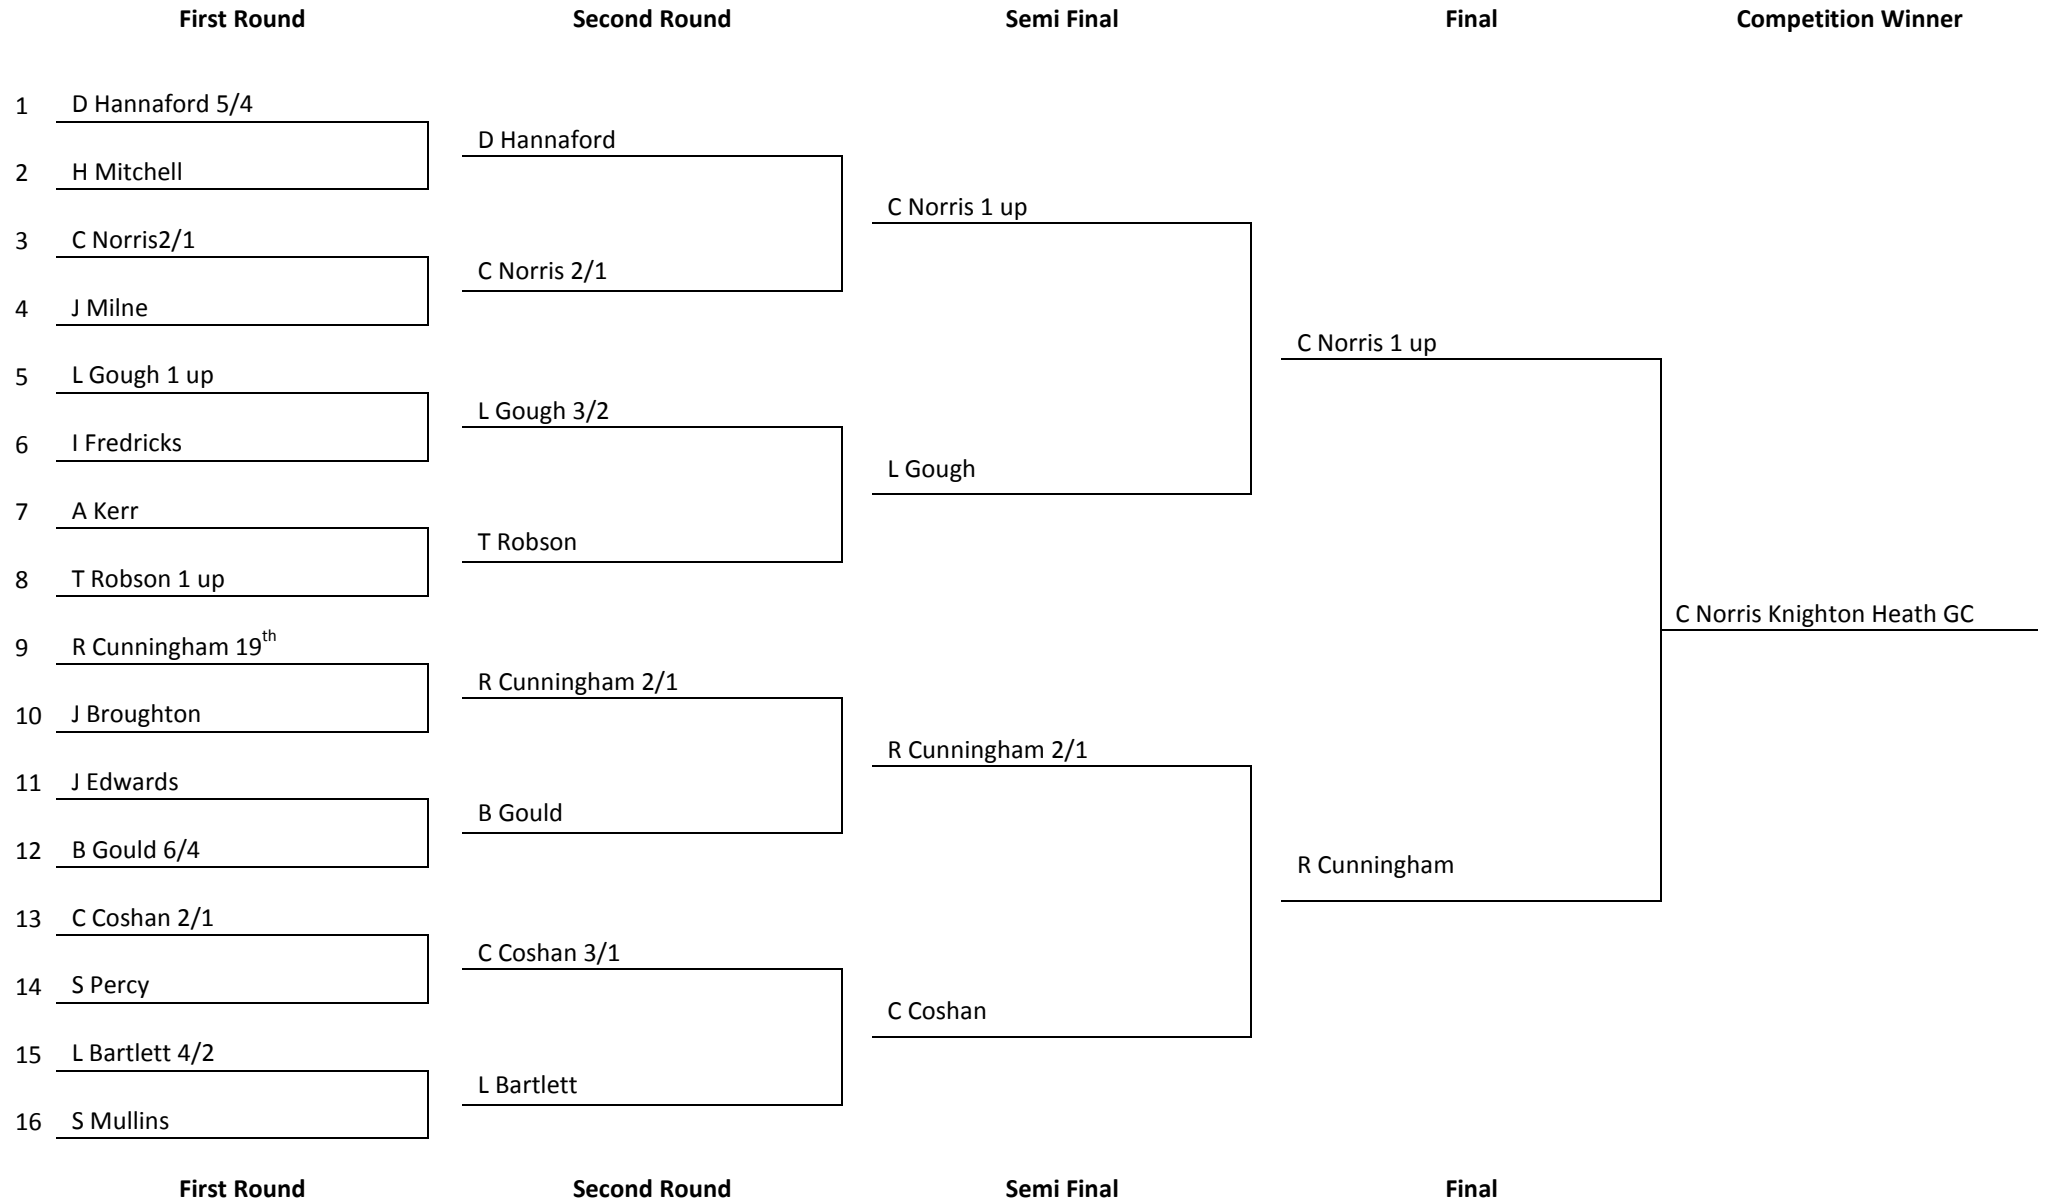 First Round Second Round Semi Final Final Competition Winner
1 D Hannaford 5/4
D Hannaford
2 H Mitchell
C Norris 1 up
3 C Norris2/1
C Norris 2/1
4 J Milne
C Norris 1 up
5 L Gough 1 up
L Gough 3/2
6 I Fredricks
L Gough
7 A Kerr
T Robson
8 T Robson 1 up
C Norris Knighton Heath GC
9 R Cunningham 19th
R Cunningham 2/1
10 J Broughton
R Cunningham 2/1
11 J Edwards
B Gould
12 B Gould 6/4
R Cunningham
13 C Coshan 2/1
C Coshan 3/1
14 S Percy
C Coshan
15 L Bartlett 4/2
L Bartlett
16 S Mullins
First Round Second Round Semi Final Final